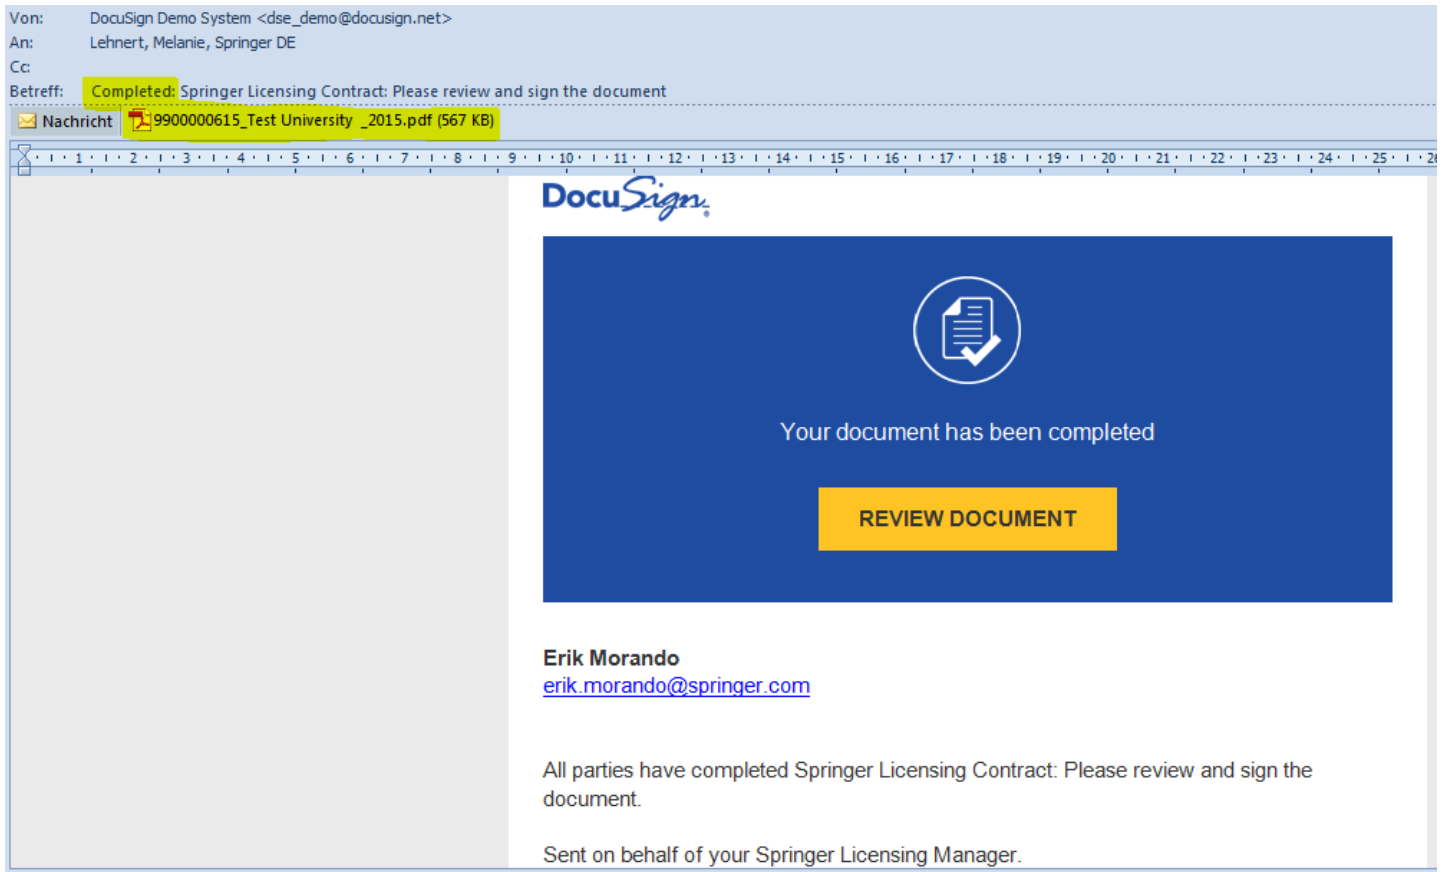 Von: DocuSign Demo System <dse_demo@docusign.net>
An: Lehnert, Melanie, Springer DE
Cc:
Betreff: Completed: Springer Licensing Contract: Please review and sign the document
Nachricht 9900000615_Test University _2015.pdf (567 KB)
1 2 3 4 5 6 7 8 9 10 11 12 13 14 15 16 17 18 19 20 21 22 23 24 25 26
DocuSign®
Your document has been completed
REVIEW DOCUMENT
Erik Morando
erik.morando@springer.com
All parties have completed Springer Licensing Contract: Please review and sign the
document.
Sent on behalf of your Springer Licensing Manager.